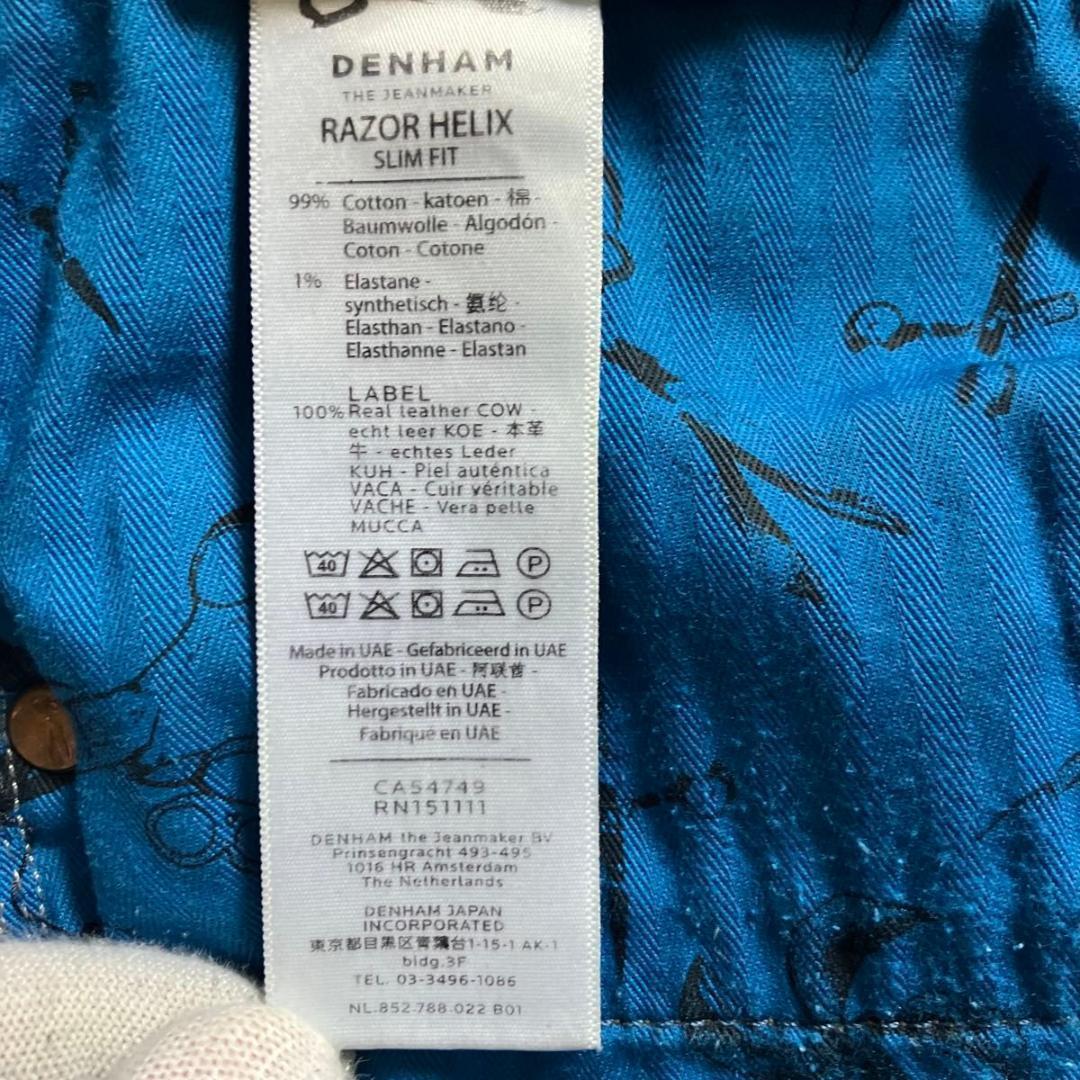 DENHAM
THE JEANMAKER
RAZOR HELIX
SLIM FIT
99% Cotton - katoen - 棉 -
Baumwolle - Algodón -
Coton - Cotone
1% Elastane -
synthetisch - 氨纶 -
Elasthan - Elastano -
Elasthanne - Elastan
LABEL
100% Real leather COW -
echt leer KOE - 本革
牛 - echtes Leder
KUH - Piel auténtica
VACA - Cuir véritable
VACHE - Vera pelle
MUCCA
40 P
40 P
Made in UAE - Gefabriceerd in UAE
Prodotto in UAE - 阿联酋 -
Fabricado en UAE -
Hergestellt in UAE -
Fabriqué en UAE
CA54749
RN151111
DENHAM the Jeanmaker BV
Prinsengracht 493-495
1016 HR Amsterdam
The Netherlands
DENHAM JAPAN
INCORPORATED
東京都目黒区青葉台1-15-1 AK-1
bldg.3F
TEL. 03-3496-1086
NL.852.788.022 B01